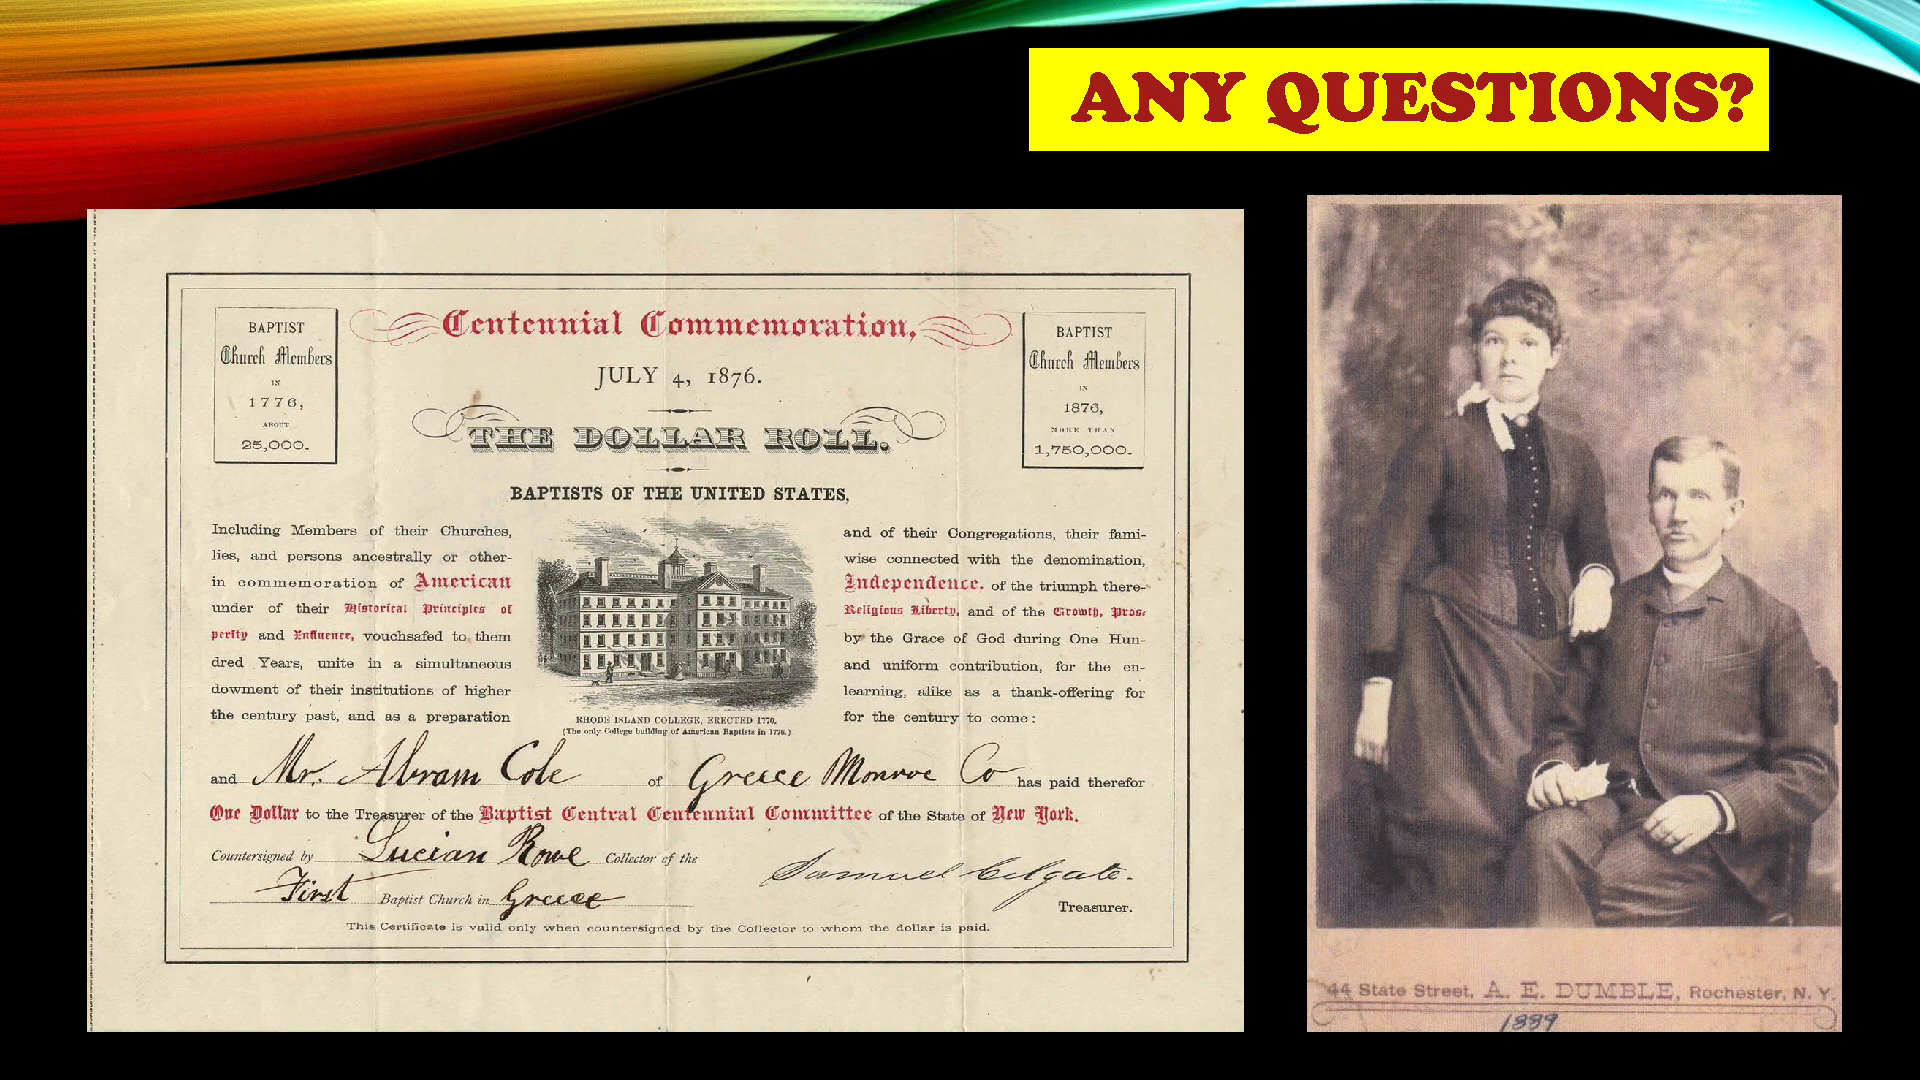 ANY QUESTIONS?
BAPTIST
Church Members
IN
1776,
ABOUT
25,000.
Centennial Commemoration,
JULY 4, 1876.
THE DOLLAR ROLL.
BAPTISTS OF THE UNITED STATES,
BAPTIST
Church Members
IN
1876,
MORE THAN
1,750,000.
Including Members of their Churches, and of their Congregations, their fami-
lies, and persons ancestrally or other- wise connected with the denomination,
in commemoration of American Independence, of the triumph there-
under of their Historical Principles of Religious Liberty, and of the Growth, Pros-
perity and Influence, vouchsafed to them by the Grace of God during One Hun-
dred Years, unite in a simultaneous and uniform contribution, for the en-
dowment of their institutions of higher learning, alike as a thank-offering for
the century past, and as a preparation for the century to come:
RHODE ISLAND COLLEGE, ERECTED 1770.
(The only College building of American Baptists in 1776.)
and Mr. Abram Cole of Greece Monroe Co has paid therefor
One Dollar to the Treasurer of the Baptist Central Centennial Committee of the State of New York.
Countersigned by Lucian Rowe Collector of the
First Baptist Church in Greece
Samuel Colgate.
Treasurer.
This Certificate is valid only when countersigned by the Collector to whom the dollar is paid.
44 State Street, A. E. DUMBLE, Rochester, N. Y.
1889